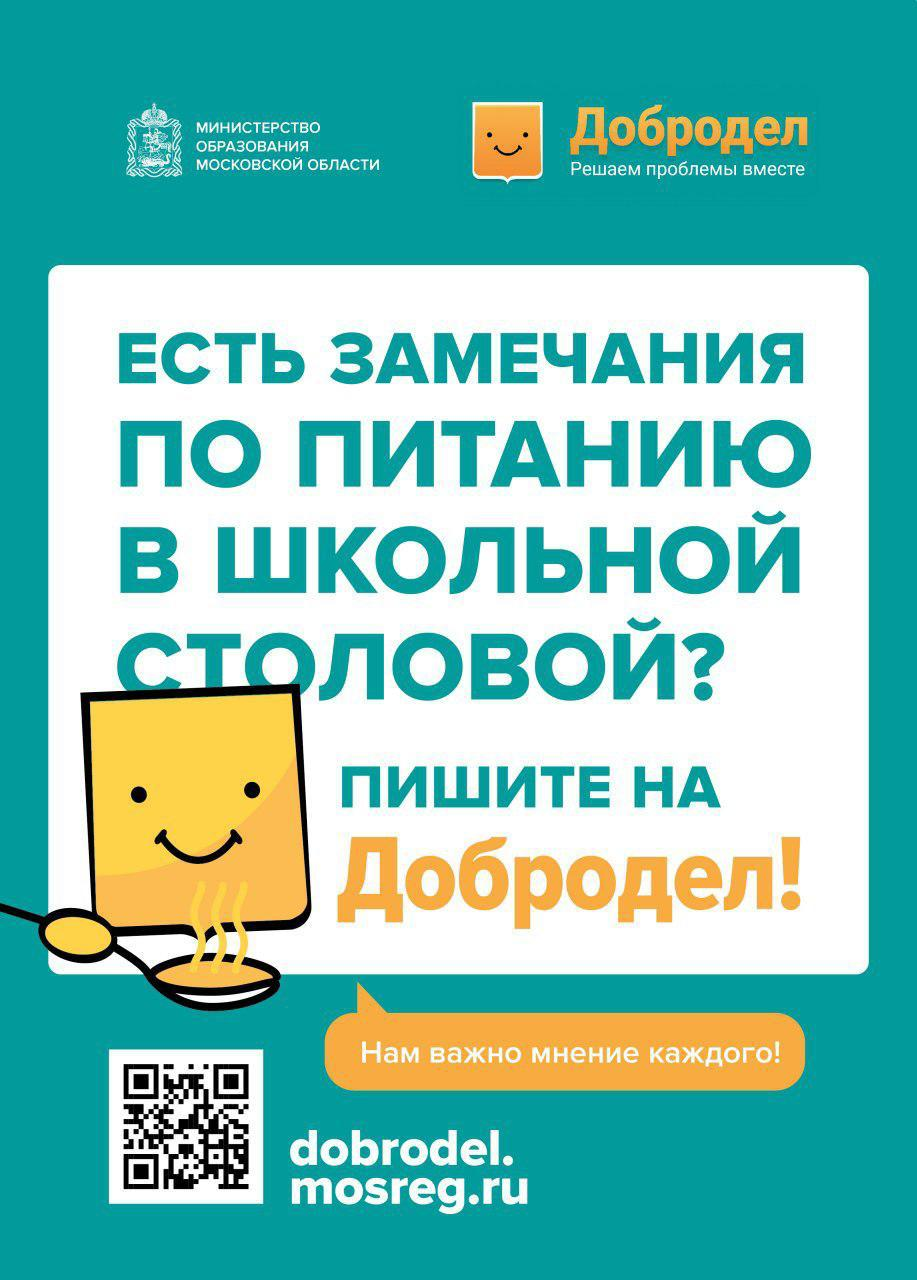 МИНИСТЕРСТВО
ОБРАЗОВАНИЯ
МОСКОВСКОЙ ОБЛАСТИ
Добродел
Решаем проблемы вместе
ЕСТЬ ЗАМЕЧАНИЯ
ПО ПИТАНИЮ
В ШКОЛЬНОЙ
СТОЛОВОЙ?
ПИШИТЕ НА
Добродел!
Нам важно мнение каждого!
dobrodel.
mosreg.ru